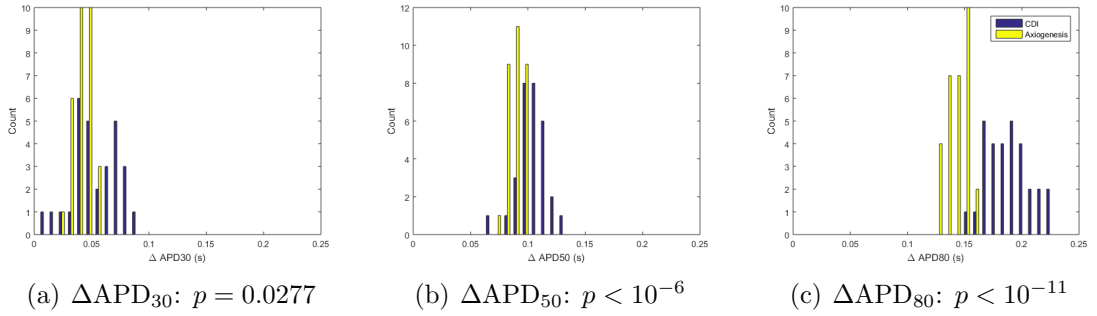 10
9
8
7
6
5
4
3
2
1
0
Count
0 0.05 0.1 0.15 0.2 0.25
Δ APD30 (s)
(a) ΔAPD30: p = 0.0277
12
10
8
6
4
2
0
Count
0 0.05 0.1 0.15 0.2 0.25
Δ APD50 (s)
(b) ΔAPD50: p < 10−6
10
9
8
7
6
5
4
3
2
1
0
Count
CDI
Axiogenesis
0 0.05 0.1 0.15 0.2 0.25
Δ APD80 (s)
(c) ΔAPD80: p < 10−11